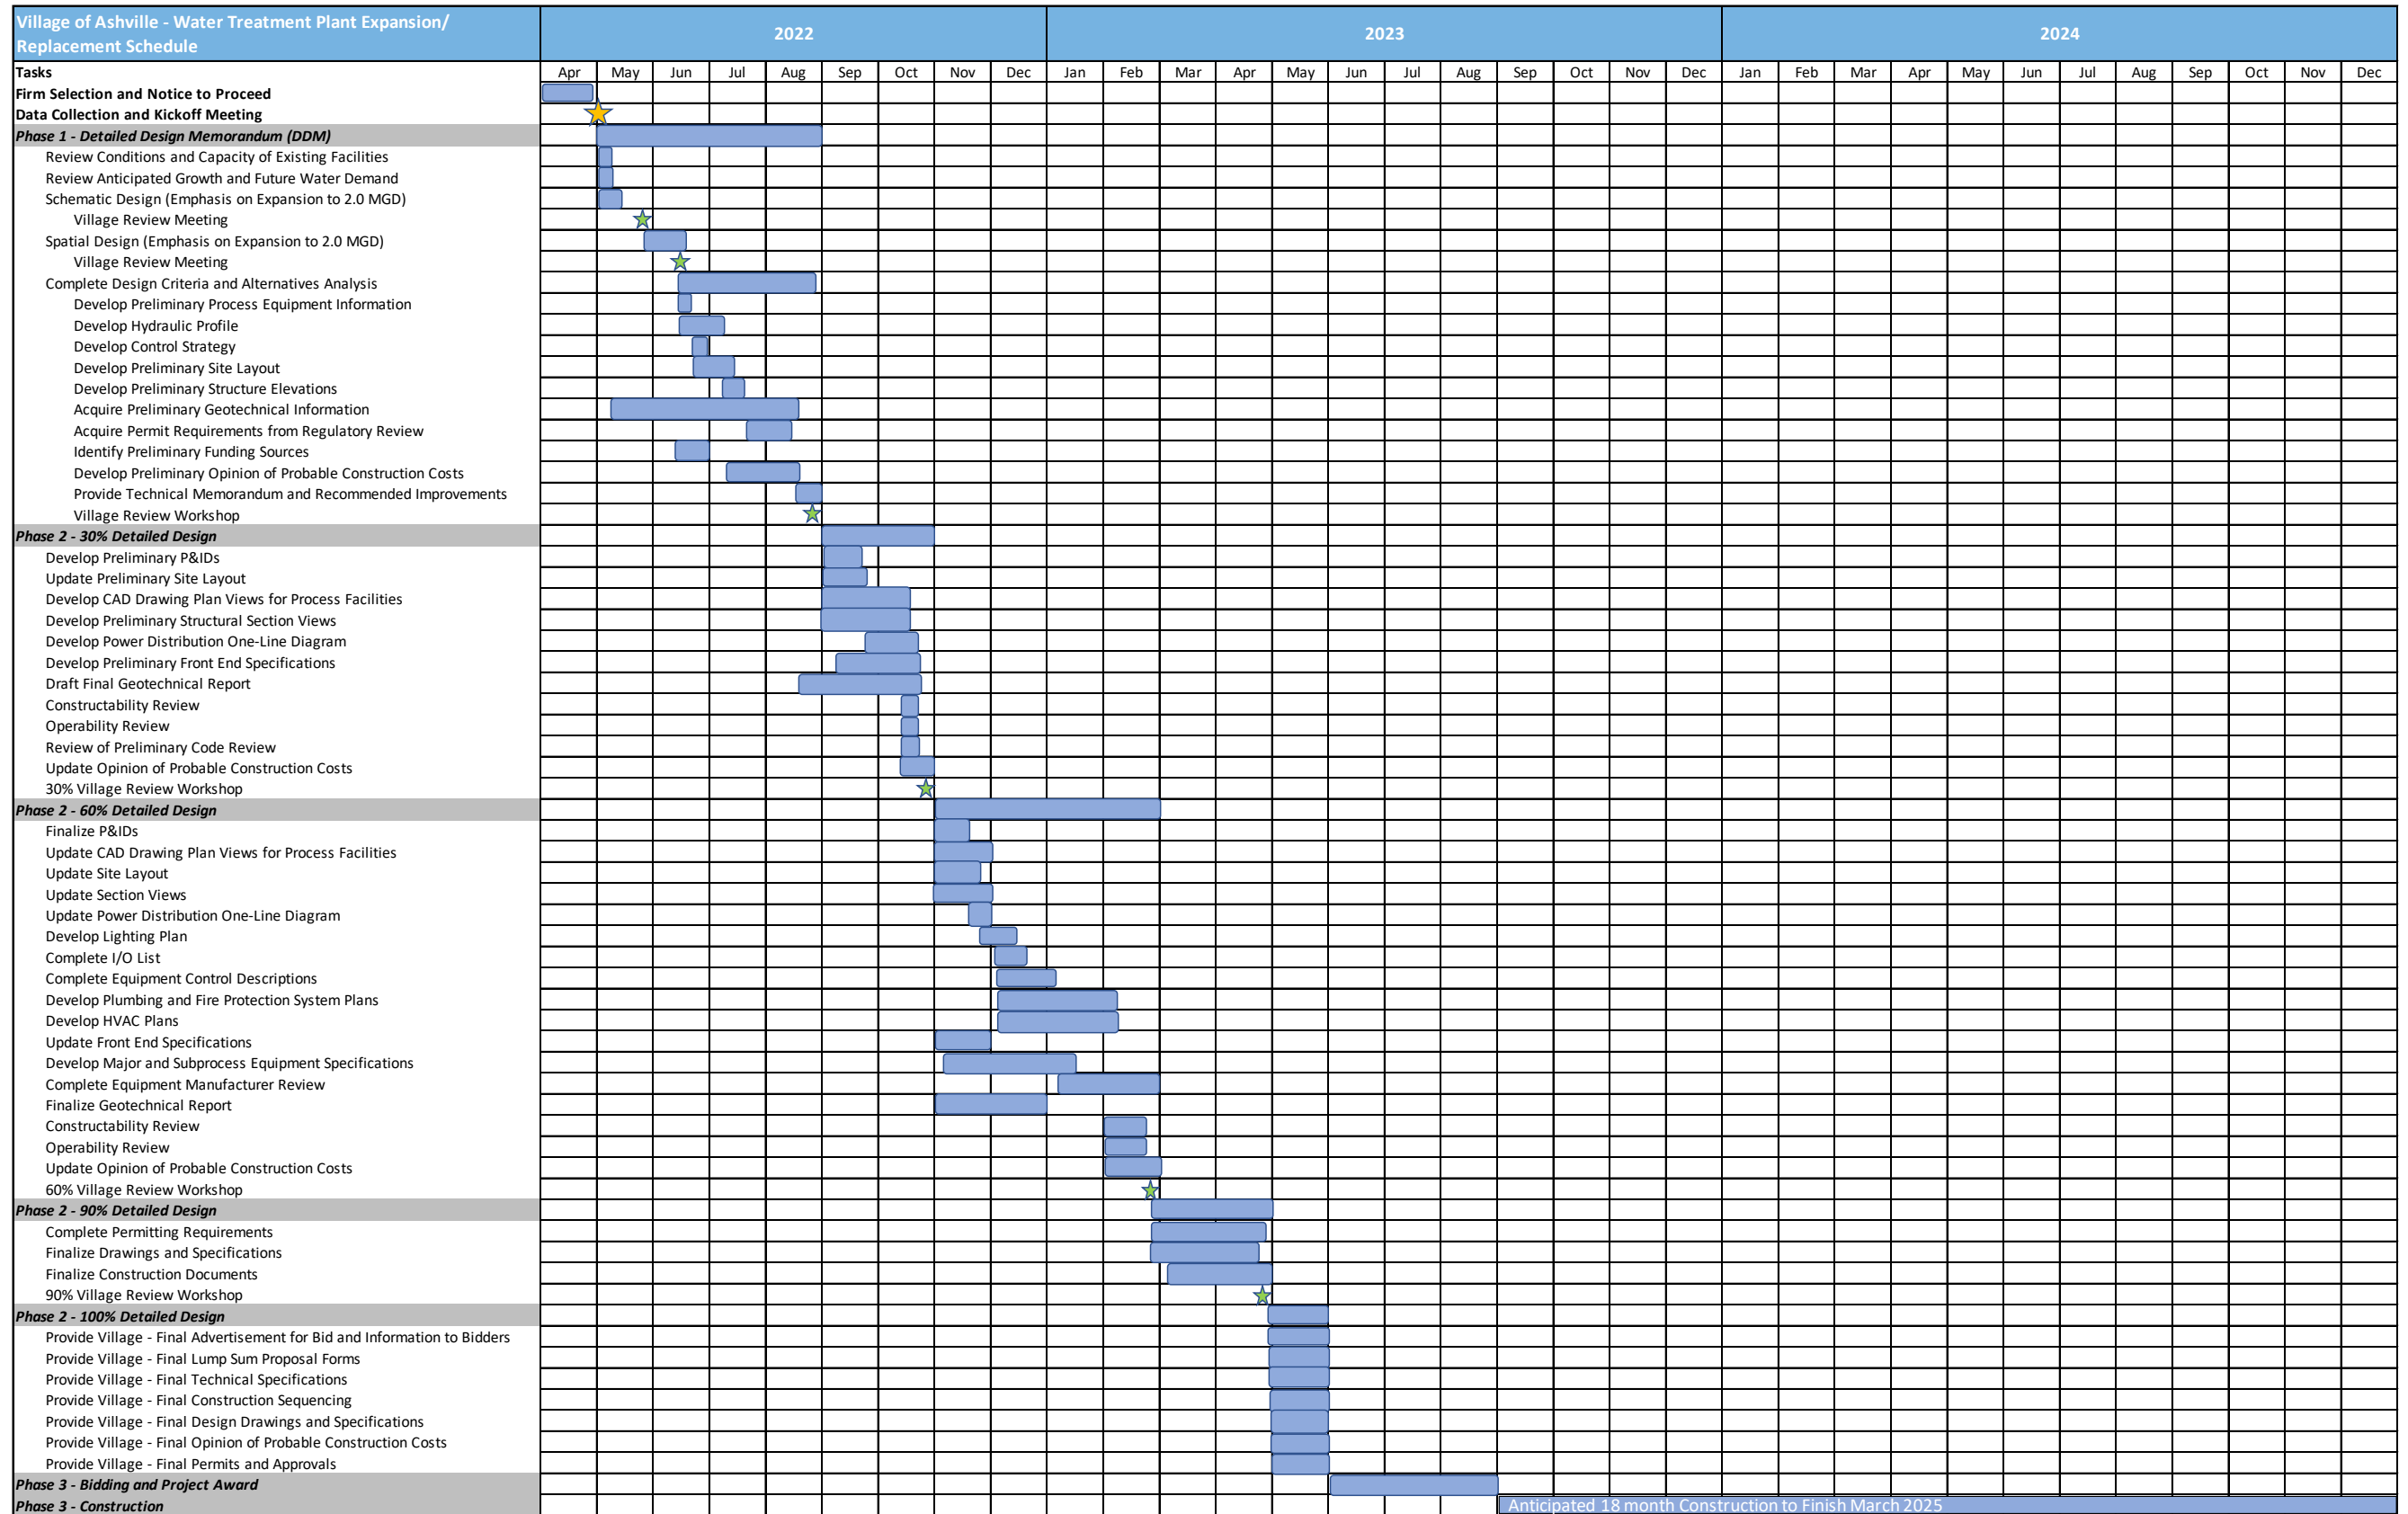 Village of Ashville - Water Treatment Plant Expansion/
Replacement Schedule
2022 2023 2024
Tasks Apr May Jun Jul Aug Sep Oct Nov Dec Jan Feb Mar Apr May Jun Jul Aug Sep Oct Nov Dec Jan Feb Mar Apr May Jun Jul Aug Sep Oct Nov Dec
Firm Selection and Notice to Proceed
Data Collection and Kickoff Meeting
Phase 1 - Detailed Design Memorandum (DDM)
Review Conditions and Capacity of Existing Facilities
Review Anticipated Growth and Future Water Demand
Schematic Design (Emphasis on Expansion to 2.0 MGD)
Village Review Meeting
Spatial Design (Emphasis on Expansion to 2.0 MGD)
Village Review Meeting
Complete Design Criteria and Alternatives Analysis
Develop Preliminary Process Equipment Information
Develop Hydraulic Profile
Develop Control Strategy
Develop Preliminary Site Layout
Develop Preliminary Structure Elevations
Acquire Preliminary Geotechnical Information
Acquire Permit Requirements from Regulatory Review
Identify Preliminary Funding Sources
Develop Preliminary Opinion of Probable Construction Costs
Provide Technical Memorandum and Recommended Improvements
Village Review Workshop
Phase 2 - 30% Detailed Design
Develop Preliminary P&IDs
Update Preliminary Site Layout
Develop CAD Drawing Plan Views for Process Facilities
Develop Preliminary Structural Section Views
Develop Power Distribution One-Line Diagram
Develop Preliminary Front End Specifications
Draft Final Geotechnical Report
Constructability Review
Operability Review
Review of Preliminary Code Review
Update Opinion of Probable Construction Costs
30% Village Review Workshop
Phase 2 - 60% Detailed Design
Finalize P&IDs
Update CAD Drawing Plan Views for Process Facilities
Update Site Layout
Update Section Views
Update Power Distribution One-Line Diagram
Develop Lighting Plan
Complete I/O List
Complete Equipment Control Descriptions
Develop Plumbing and Fire Protection System Plans
Develop HVAC Plans
Update Front End Specifications
Develop Major and Subprocess Equipment Specifications
Complete Equipment Manufacturer Review
Finalize Geotechnical Report
Constructability Review
Operability Review
Update Opinion of Probable Construction Costs
60% Village Review Workshop
Phase 2 - 90% Detailed Design
Complete Permitting Requirements
Finalize Drawings and Specifications
Finalize Construction Documents
90% Village Review Workshop
Phase 2 - 100% Detailed Design
Provide Village - Final Advertisement for Bid and Information to Bidders
Provide Village - Final Lump Sum Proposal Forms
Provide Village - Final Technical Specifications
Provide Village - Final Construction Sequencing
Provide Village - Final Design Drawings and Specifications
Provide Village - Final Opinion of Probable Construction Costs
Provide Village - Final Permits and Approvals
Phase 3 - Bidding and Project Award
Phase 3 - Construction Anticipated 18 month Construction to Finish March 2025